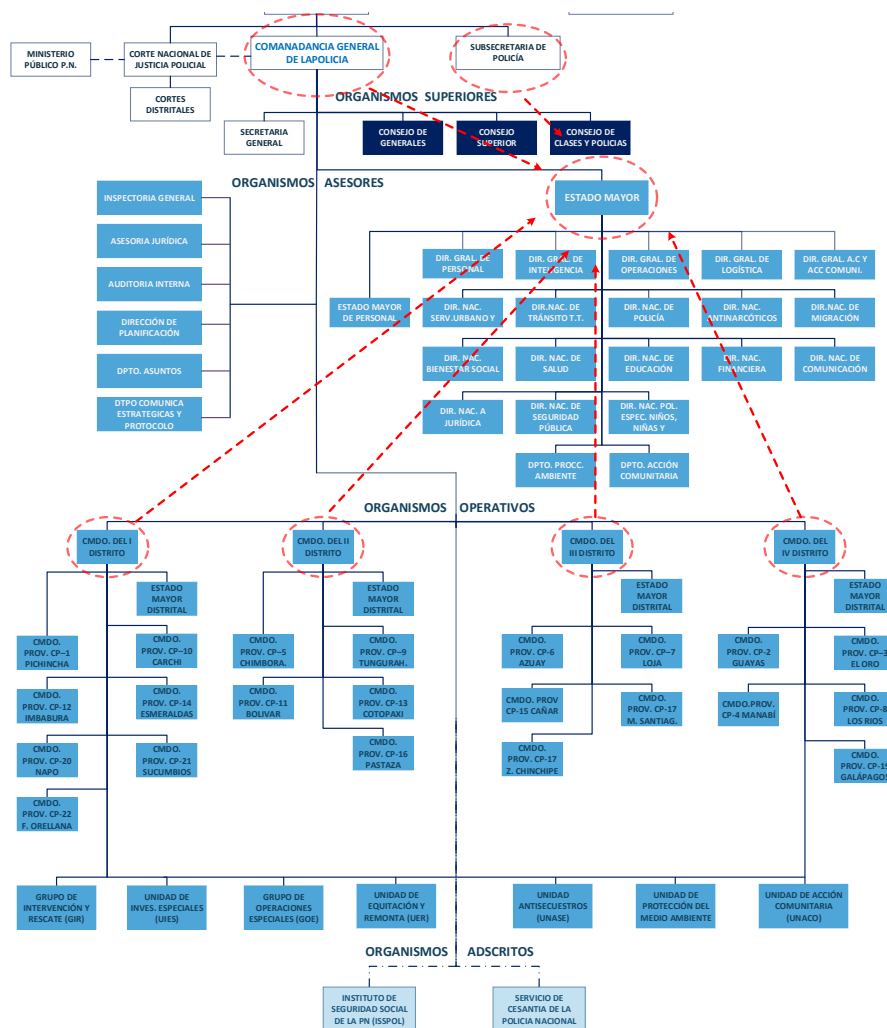 COMANADANCIA GENERAL
DE LAPOLICIA
SUBSECRETARIA DE
POLICÍA
MINISTERIO
PÚBLICO P.N.
CORTE NACIONAL DE
JUSTICIA POLICIAL
CORTES
DISTRITALES
ORGANISMOS SUPERIORES
SECRETARIA
GENERAL
CONSEJO DE
GENERALES
CONSEJO
SUPERIOR
CONSEJO DE
CLASES Y POLICIAS
ORGANISMOS ASESORES
ESTADO MAYOR
INSPECTORIA GENERAL
ASESORIA JURÍDICA
AUDITORIA INTERNA
DIRECCIÓN DE
PLANIFICACIÓN
DPTO. ASUNTOS
DTPO COMUNICA
ESTRATEGICAS Y
PROTOCOLO
DIR. GRAL. DE
PERSONAL
DIR. GRAL. DE
INTELIGENCIA
DIR. GRAL. DE
OPERACIONES
DIR. GRAL. DE
LOGÍSTICA
DIR. GRAL. A.C Y
ACC COMUNI.
ESTADO MAYOR
DE PERSONAL
DIR. NAC.
SERV.URBANO Y
DIR.NAC. DE
TRÁNSITO T.T.
DIR. NAC. DE
POLICÍA
DIR. NAC.
ANTINARCÓTICOS
DIR.NAC. DE
MIGRACIÓN
DIR. NAC.
BIENESTAR SOCIAL
DIR. NAC.
DE SALUD
DIR. NAC. DE
EDUCACIÓN
DIR. NAC.
FINANCIERA
DIR. NAC. DE
COMUNICACIÓN
DIR. NAC. A
JURÍDICA
DIR. NAC. DE
SEGURIDAD
PÚBLICA
DIR. NAC. POL.
ESPEC. NIÑOS,
NIÑAS Y
DPTO. PROCC.
AMBIENTE
DPTO. ACCIÓN
COMUNITARIA
ORGANISMOS OPERATIVOS
CMDO. DEL I
DISTRITO
CMDO. DEL II
DISTRITO
CMDO. DEL
III DISTRITO
CMDO. DEL
IV DISTRITO
ESTADO
MAYOR
DISTRITAL
ESTADO
MAYOR
DISTRITAL
ESTADO
MAYOR
DISTRITAL
ESTADO
MAYOR
DISTRITAL
CMDO.
PROV. CP–1
PICHINCHA
CMDO.
PROV. CP–10
CARCHI
CMDO.
PROV. CP–5
CHIMBORA.
CMDO.
PROV. CP–9
TUNGURAH.
CMDO.
PROV. CP-6
AZUAY
CMDO.
PROV. CP–7
LOJA
CMDO.
PROV. CP-2
GUAYAS
CMDO.
PROV. CP–3
EL ORO
CMDO.
PROV. CP-12
IMBABURA
CMDO.
PROV. CP-14
ESMERALDAS
CMDO.
PROV. CP-11
BOLIVAR
CMDO.
PROV. CP-13
COTOPAXI
CMDO. PROV
CP-15 CAÑAR
CMDO.
PROV. CP-17
M. SANTIAG.
CMDO.PROV.
CP-4 MANABÍ
CMDO.
PROV. CP-8
LOS RIOS
CMDO.
PROV. CP-20
NAPO
CMDO.
PROV. CP-21
SUCUMBIOS
CMDO.
PROV. CP-16
PASTAZA
CMDO.
PROV. CP-17
Z. CHINCHIPE
CMDO.
PROV. CP-19
GALÁPAGOS
CMDO.
PROV. CP-22
F. ORELLANA
GRUPO DE
INTERVENCIÓN Y
RESCATE (GIR)
UNIDAD DE
INVES. ESPECIALES
(UIES)
GRUPO DE
OPERACIONES
ESPECIALES (GOE)
UNIDAD DE
EQUITACIÓN Y
REMONTA (UER)
UNIDAD
ANTISECUESTROS
(UNASE)
UNIDAD DE
PROTECCIÓN DEL
MEDIO AMBIENTE
UNIDAD DE ACCIÓN
COMUNITARIA
(UNACO)
ORGANISMOS ADSCRITOS
INSTITUTO DE
SEGURIDAD SOCIAL
DE LA PN (ISSPOL)
SERVICIO DE
CESANTIA DE LA
POLICIA NACIONAL